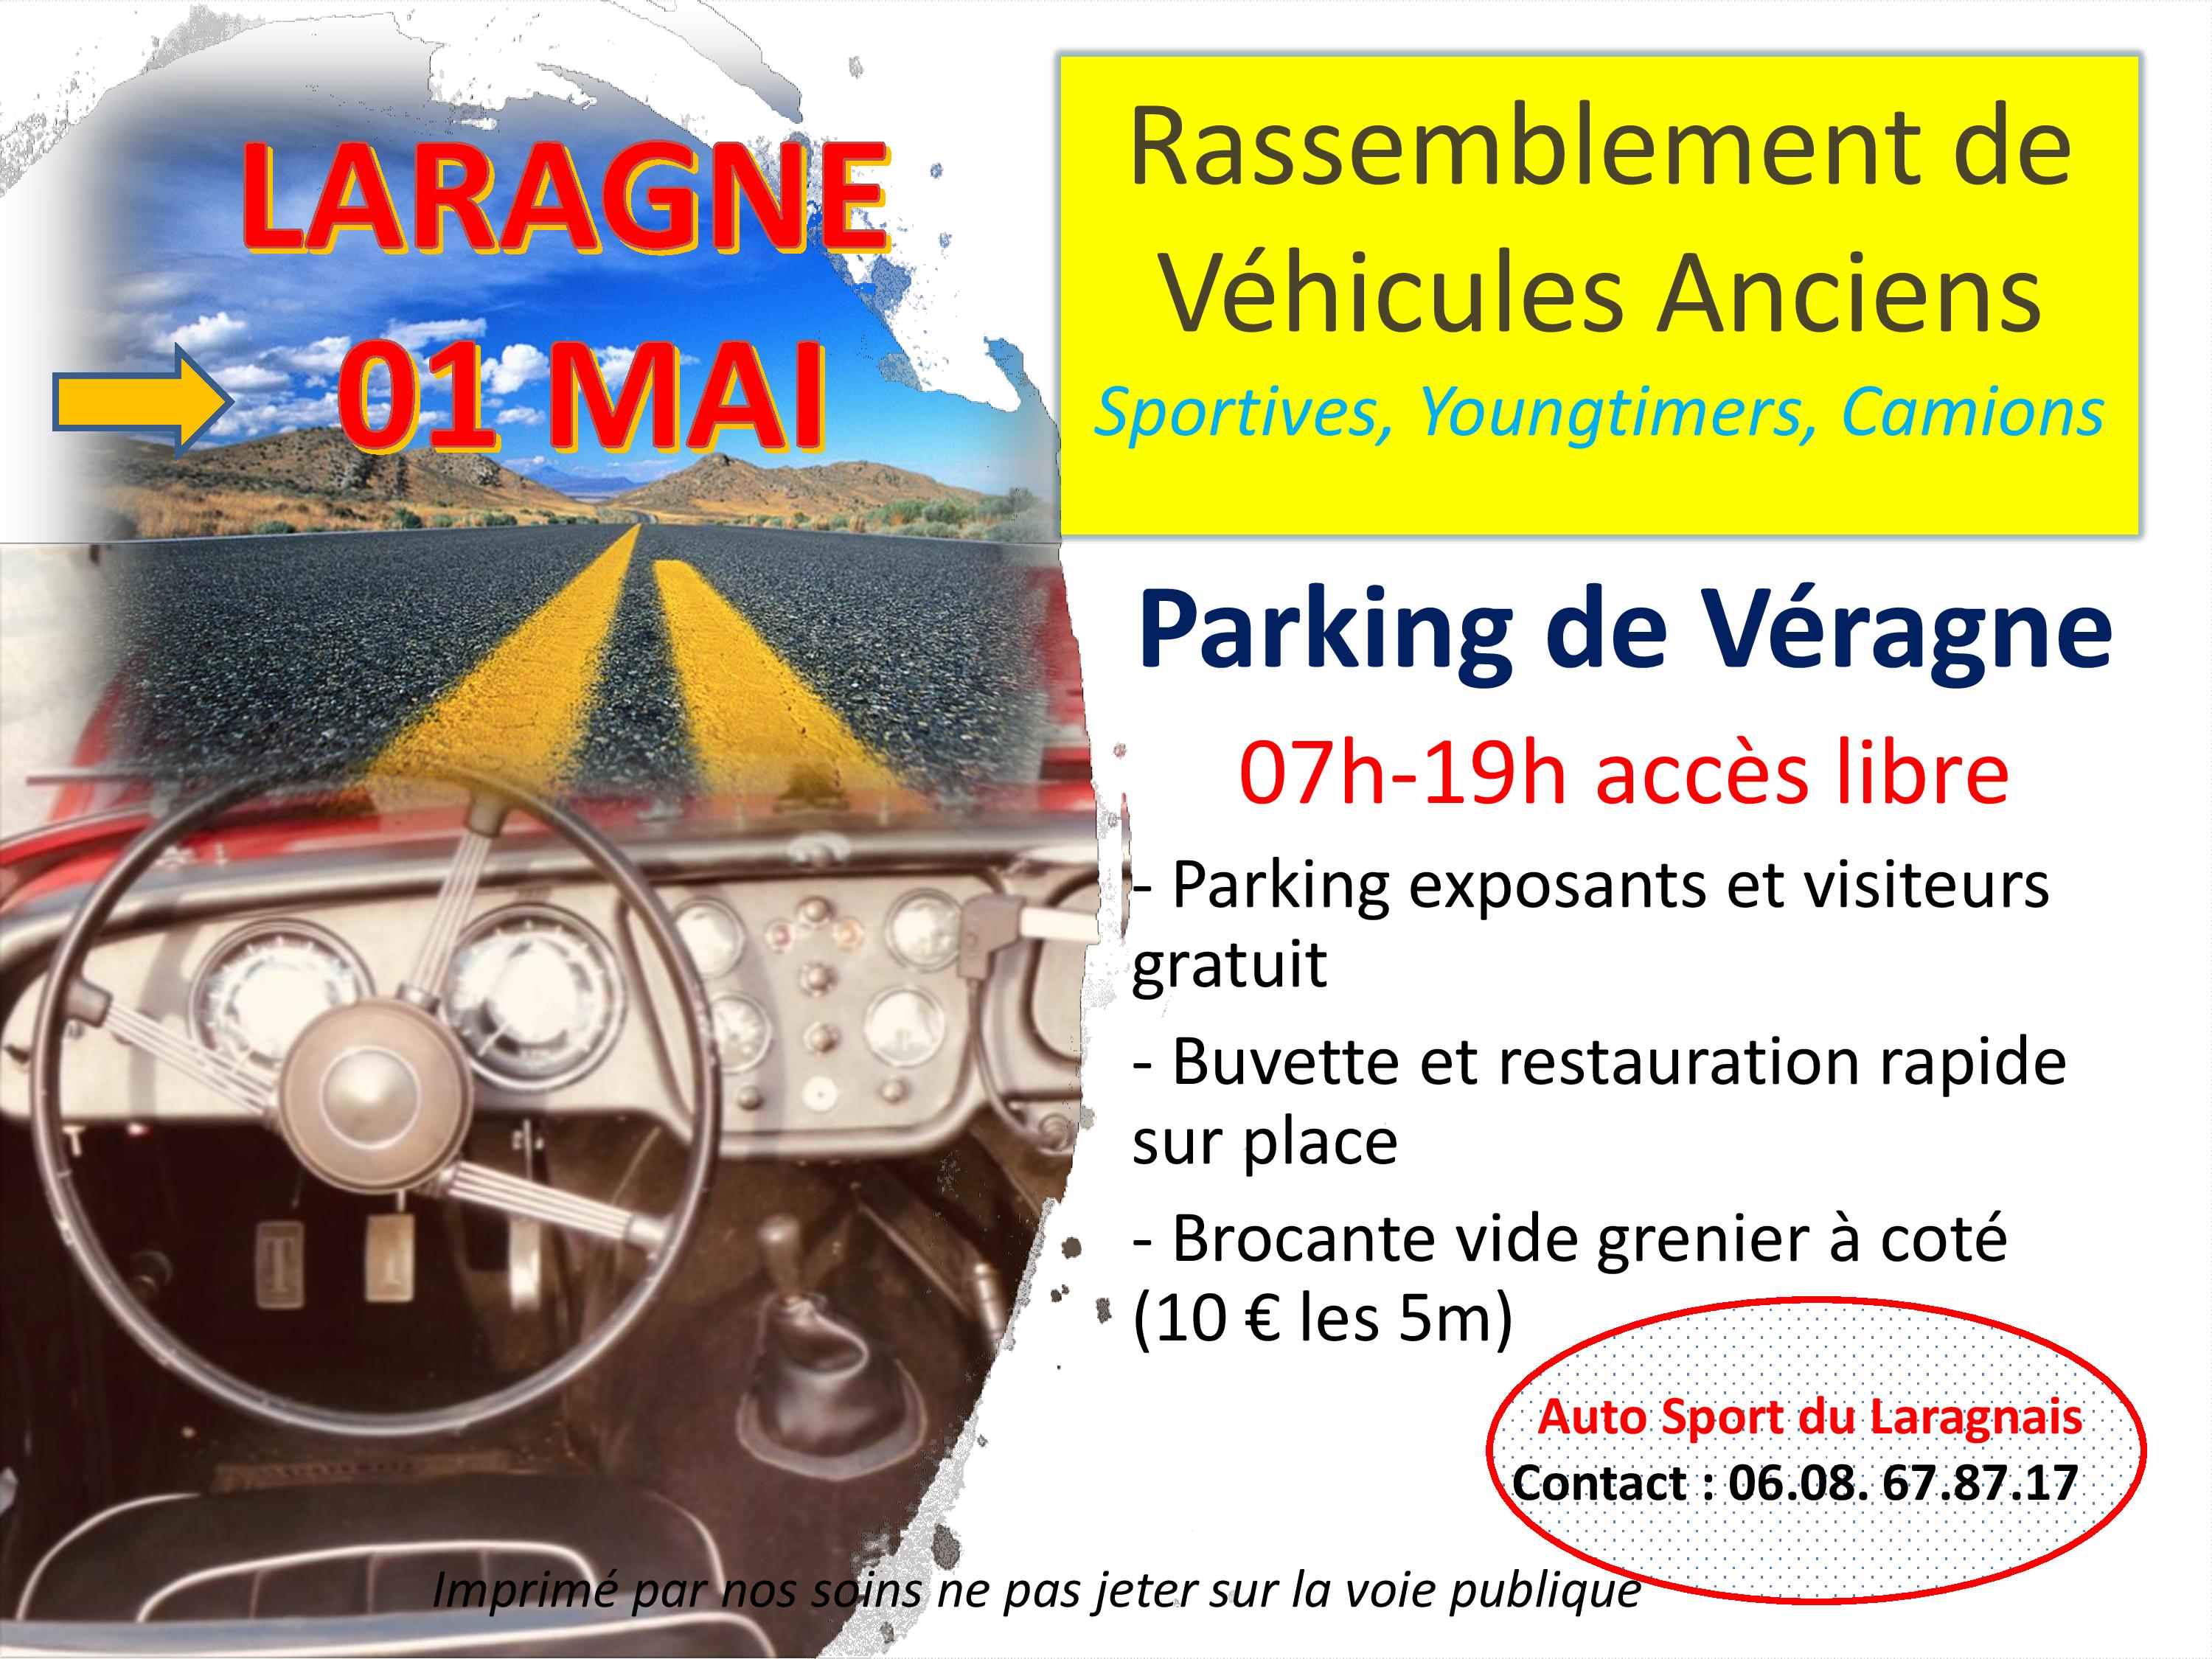 LARAGNE
01 MAI
Rassemblement de
Véhicules Anciens
Sportives, Youngtimers, Camions
Parking de Véragne
07h-19h accès libre
- Parking exposants et visiteurs
gratuit
- Buvette et restauration rapide
sur place
- Brocante vide grenier à coté
(10 € les 5m)
Auto Sport du Laragnais
Contact : 06.08. 67.87.17
Imprimé par nos soins ne pas jeter sur la voie publique